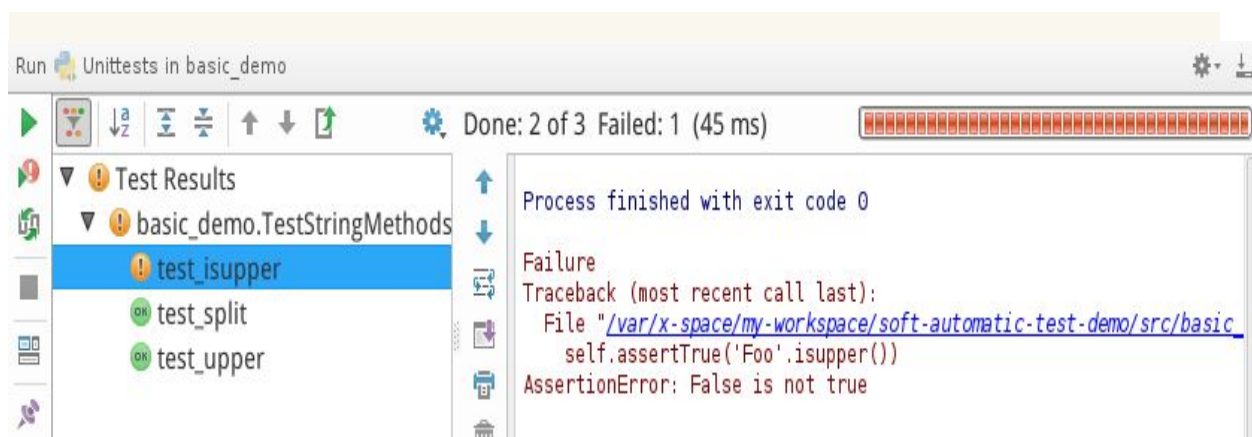 Run Unittests in basic_demo
Done: 2 of 3 Failed: 1 (45 ms)
Test Results
basic_demo.TestStringMethods
test_isupper
OK test_split
OK test_upper
Process finished with exit code 0
Failure
Traceback (most recent call last):
File "/var/x-space/my-workspace/soft-automatic-test-demo/src/basic_
self.assertTrue('Foo'.isupper())
AssertionError: False is not true